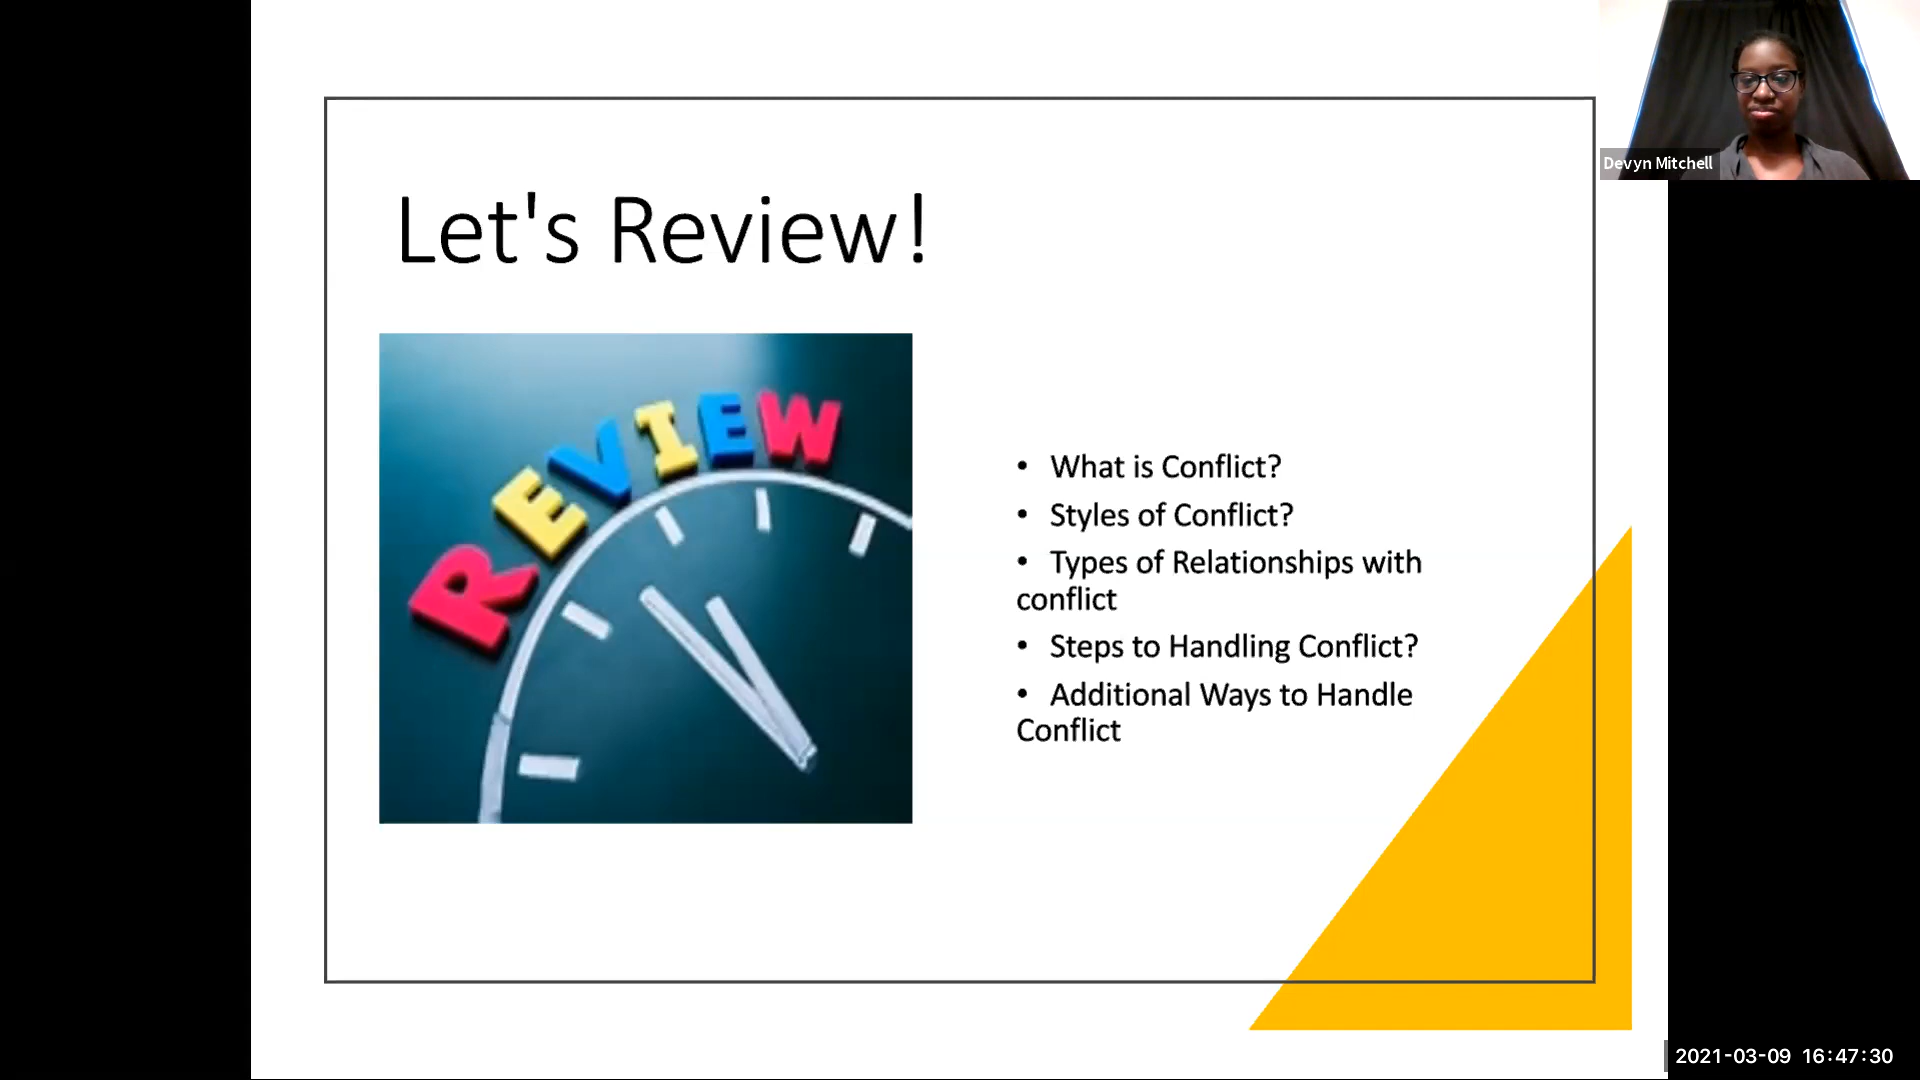 Let's Review!
REVIEW
• What is Conflict?
• Styles of Conflict?
• Types of Relationships with
conflict
• Steps to Handling Conflict?
• Additional Ways to Handle
Conflict
Devyn Mitchell
2021-03-09 16:47:30